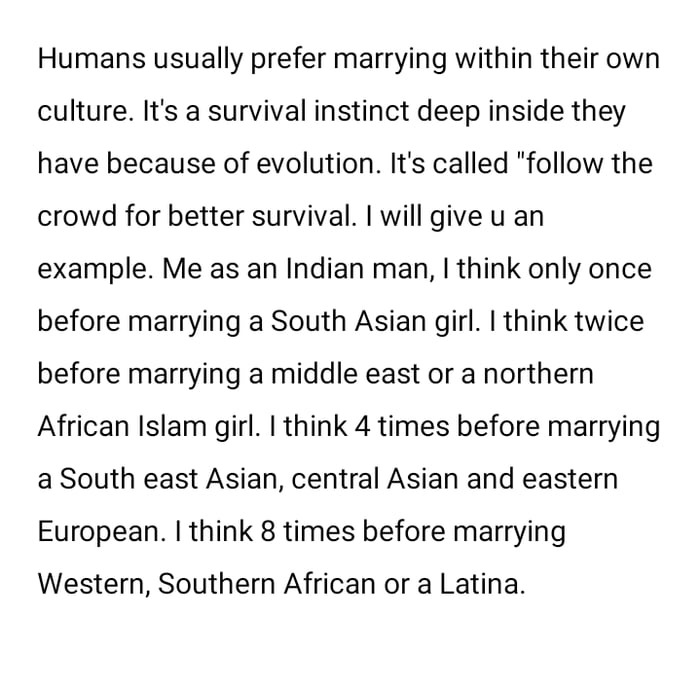 Humans usually prefer marrying within their own
culture. It's a survival instinct deep inside they
have because of evolution. It's called "follow the
crowd for better survival. I will give u an
example. Me as an Indian man, I think only once
before marrying a South Asian girl. I think twice
before marrying a middle east or a northern
African Islam girl. I think 4 times before marrying
a South east Asian, central Asian and eastern
European. I think 8 times before marrying
Western, Southern African or a Latina.